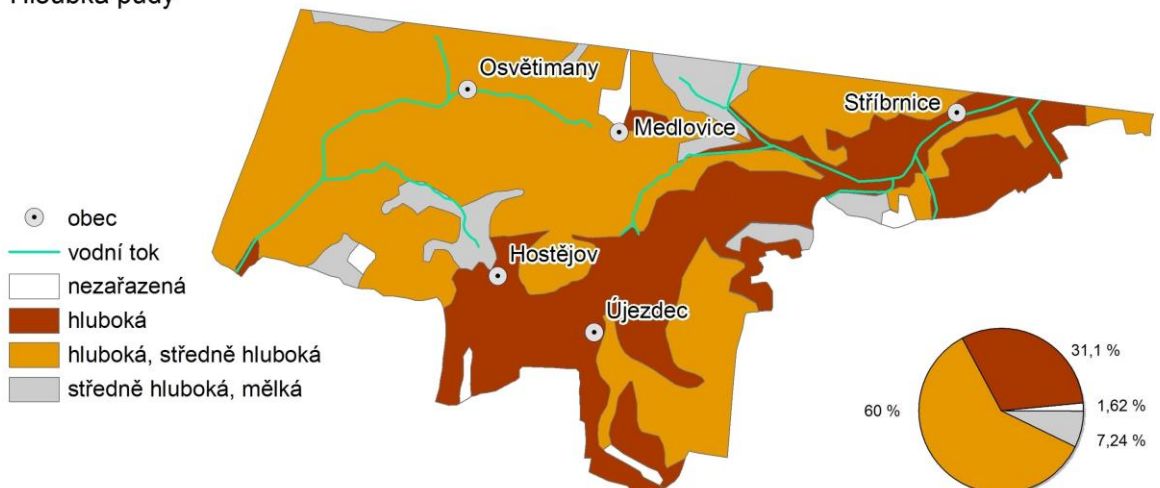 Hloubka půdy
Osvětimany
Medlovice
Stříbrnice
Hostějov
Újezdec
obec
vodní tok
nezařazená
hluboká
hluboká, středně hluboká
středně hluboká, mělká
31,1 %
1,62 %
7,24 %
60 %